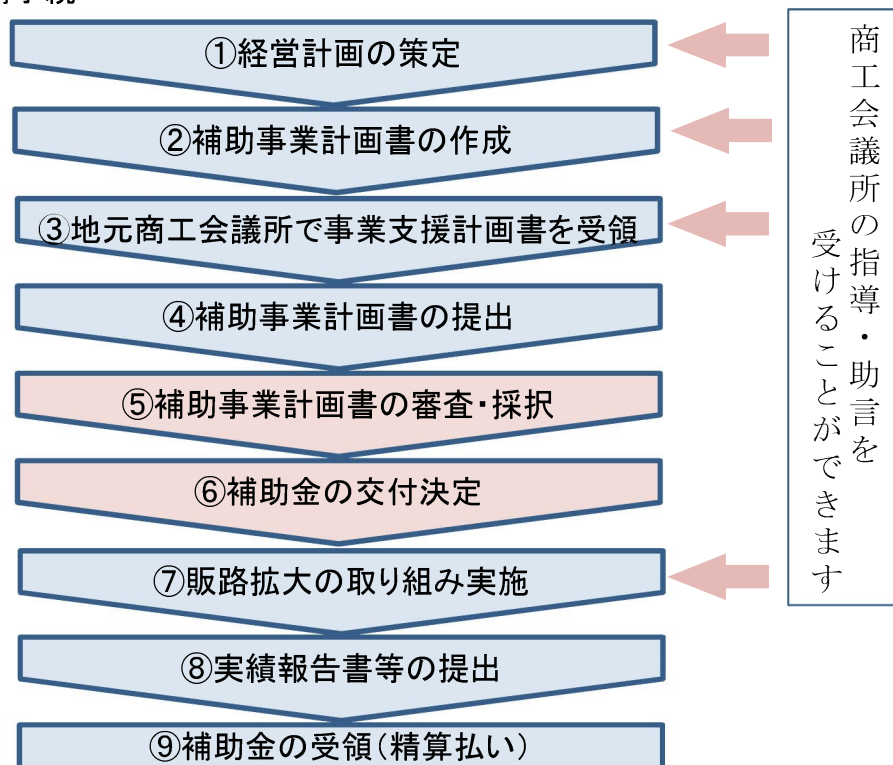 ①経営計画の策定
②補助事業計画書の作成
③地元商工会議所で事業支援計画書を受領
④補助事業計画書の提出
⑤補助事業計画書の審査・採択
⑥補助金の交付決定
⑦販路拡大の取り組み実施
⑧実績報告書等の提出
⑨補助金の受領(精算払い)
商工会議所の指導・助言を
受けることができます